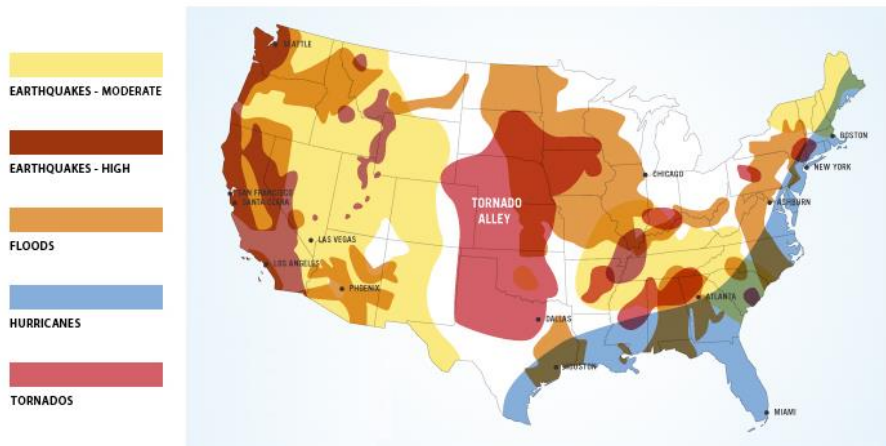 EARTHQUAKES - MODERATE
EARTHQUAKES - HIGH
FLOODS
HURRICANES
TORNADOS
SEATTLE
SAN FRANCISCO
SANTA CLARA
LAS VEGAS
LOS ANGELES
PHOENIX
TORNADO
ALLEY
DALLAS
HOUSTON
CHICAGO
BOSTON
NEW YORK
ASHBURN
ATLANTA
MIAMI